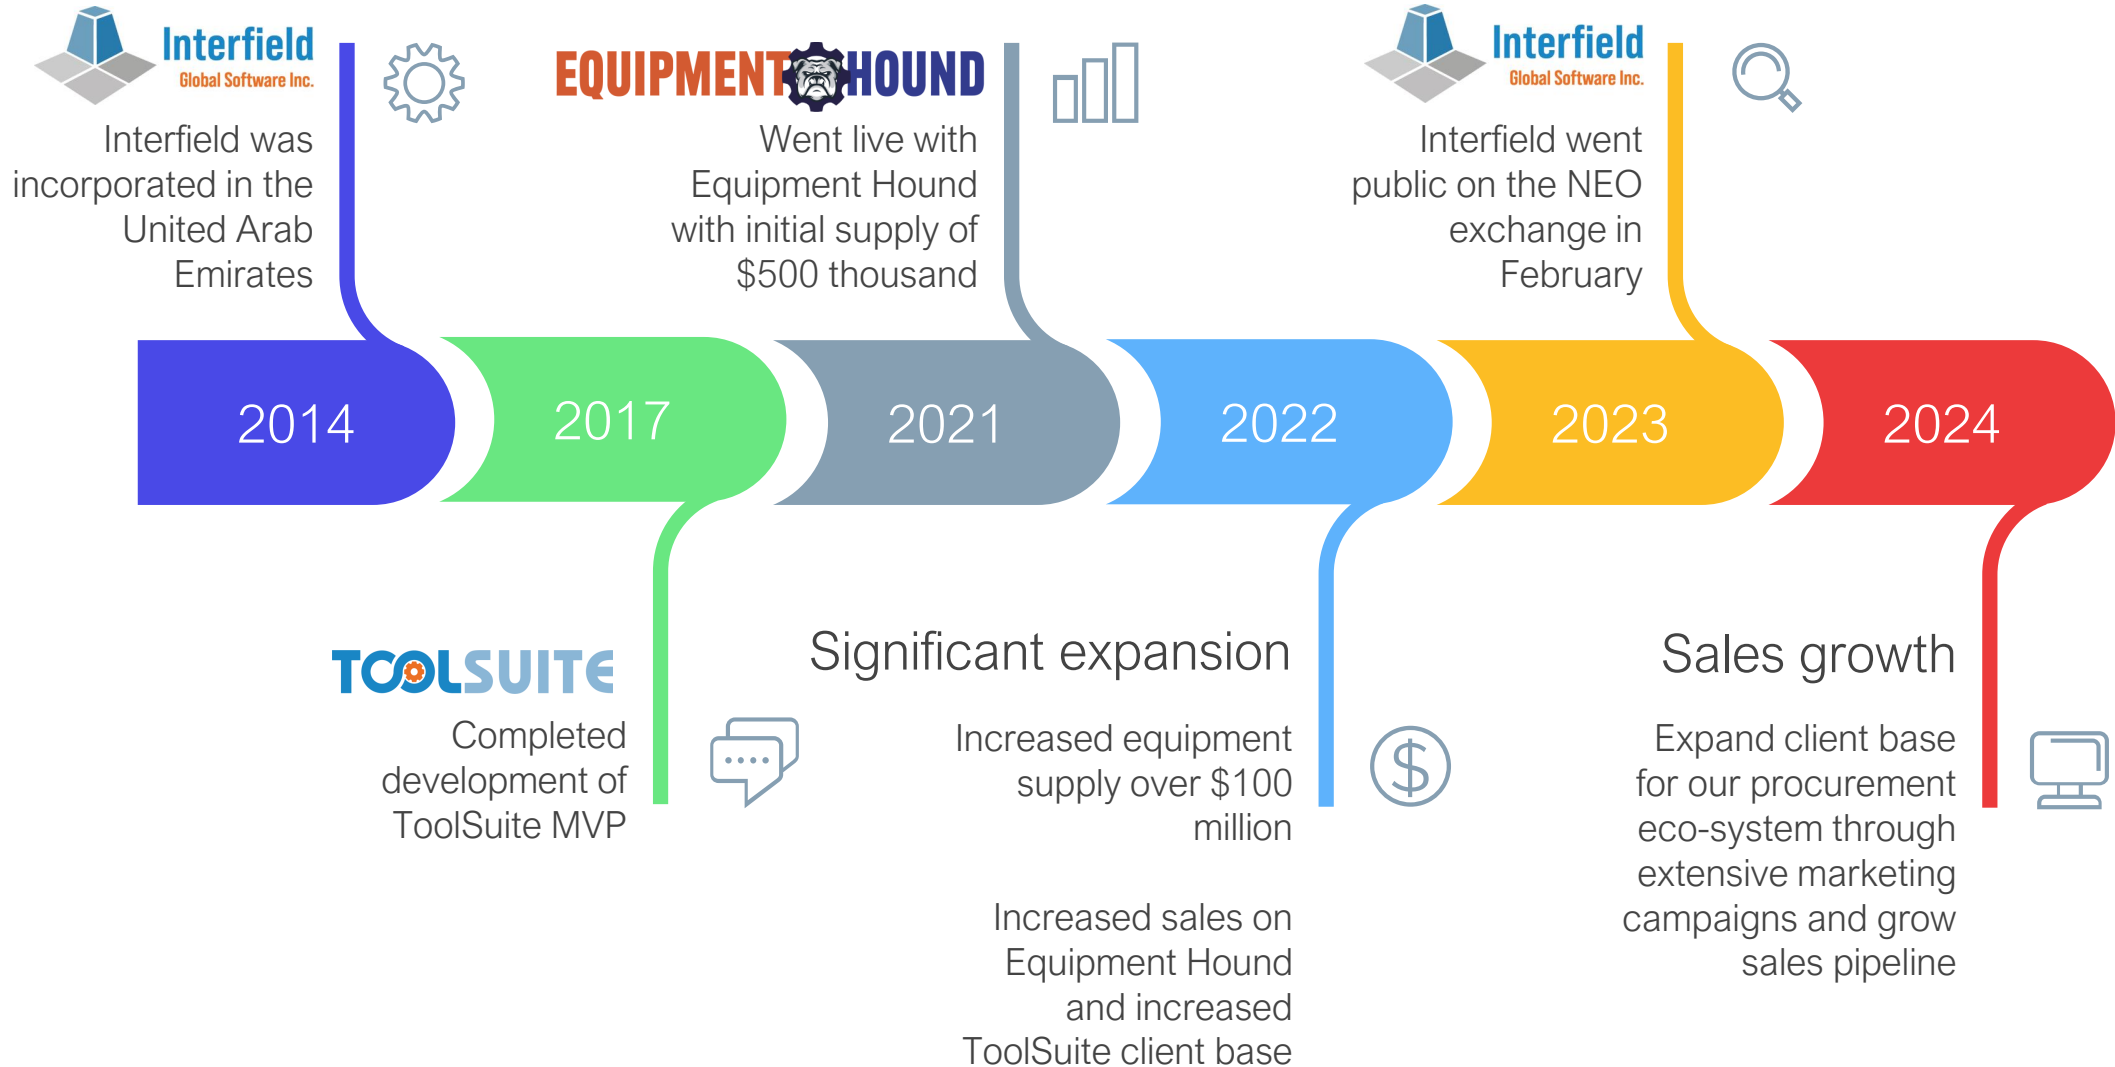 Interfield
Global Software Inc.
Interfield was
incorporated in the
United Arab
Emirates
EQUIPMENT HOUND
Went live with
Equipment Hound
with initial supply of
$500 thousand
Interfield
Global Software Inc.
Interfield went
public on the NEO
exchange in
February
2014
2017
2021
2022
2023
2024
TOOLSUITE
Completed
development of
ToolSuite MVP
Significant expansion
Increased equipment
supply over $100
million
Increased sales on
Equipment Hound
and increased
ToolSuite client base
Sales growth
Expand client base
for our procurement
eco-system through
extensive marketing
campaigns and grow
sales pipeline